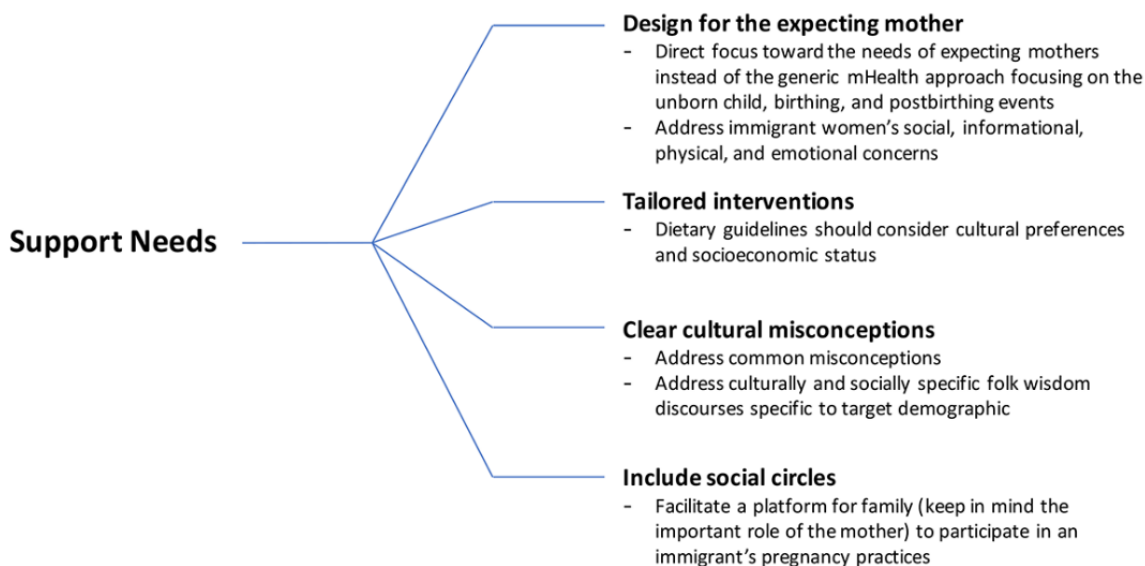 Design for the expecting mother
- Direct focus toward the needs of expecting mothers
instead of the generic mHealth approach focusing on the
unborn child, birthing, and postbirthing events
- Address immigrant women's social, informational,
physical, and emotional concerns
Support Needs
Tailored interventions
- Dietary guidelines should consider cultural preferences
and socioeconomic status
Clear cultural misconceptions
- Address common misconceptions
- Address culturally and socially specific folk wisdom
discourses specific to target demographic
Include social circles
- Facilitate a platform for family (keep in mind the
important role of the mother) to participate in an
immigrant's pregnancy practices